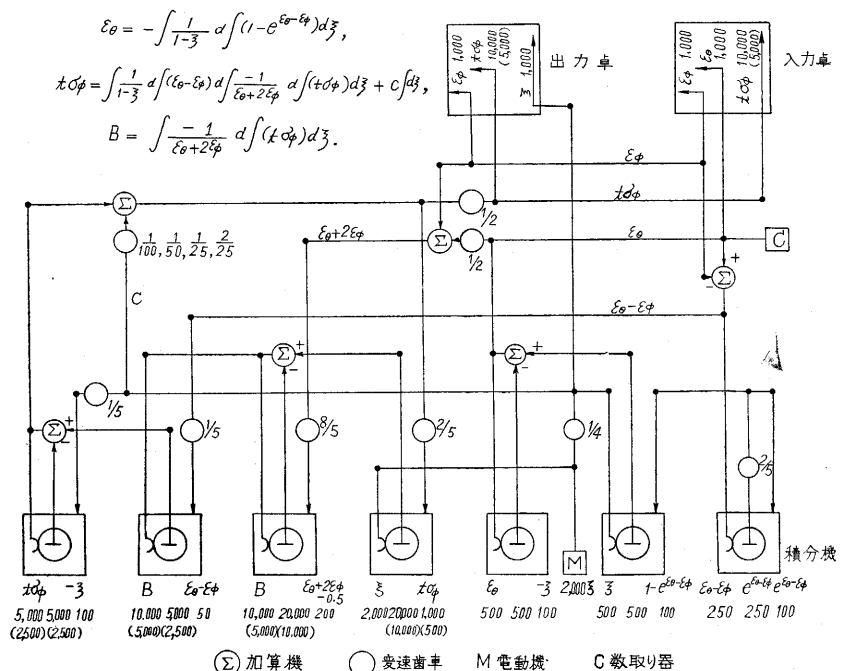 εθ = -∫ 1/(1-ξ) d∫(1-e^{εθ-εφ})dξ,
tσφ = ∫ 1/(1-ξ) d∫(εθ-εφ) d∫ -1/(εθ+2εφ) d∫(tσφ)dξ + c∫dξ,
B = ∫ -1/(εθ+2εφ) d∫(tσφ)dξ.
εφ 1,000
tσφ 10,000 (5,000)
ξ 1,000
出力卓
εφ 1,000
εθ 1,000
tσφ 10,000 (5,000)
入力卓
εφ
Σ
1/2
tσφ
1/100, 1/50, 1/25, 2/25
εθ+2εφ
Σ
1/2
εθ
C
C
+
-
Σ
εθ-εφ
Σ
+
-
Σ
+
-
1/5
Σ
+
-
1/5
8/5
2/5
1/4
2/5
M
積分機
tσφ -ξ
B εθ-εφ
B εθ+2εφ -0.5
ξ tσφ
εθ -ξ
2,000ξ
ξ 1-e^{εθ-εφ}
εθ-εφ e^{εθ-εφ} e^{εθ-εφ}
5,000 5,000 100
10,000 5,000 50
10,000 20,000 200
2,000 20,000 1,000
500 500 100
500 500 100
250 250 100
(2,500) (2,500)
(5,000) (2,500)
(5,000) (10,000)
(10,000) (500)
Σ 加算機
変速歯車
M 電動機
C 数取り器